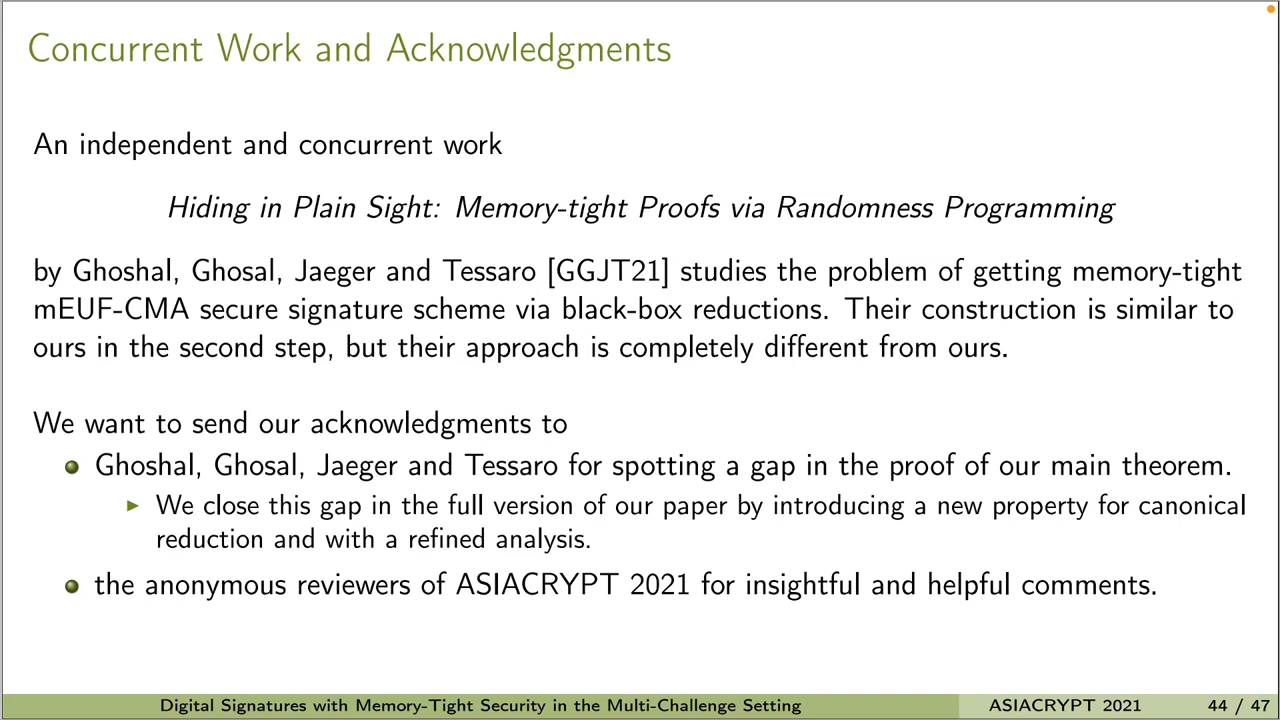 Concurrent Work and Acknowledgments
An independent and concurrent work
Hiding in Plain Sight: Memory-tight Proofs via Randomness Programming
by Ghoshal, Ghosal, Jaeger and Tessaro [GGJT21] studies the problem of getting memory-tight
mEUF-CMA secure signature scheme via black-box reductions. Their construction is similar to
ours in the second step, but their approach is completely different from ours.
We want to send our acknowledgments to
Ghoshal, Ghosal, Jaeger and Tessaro for spotting a gap in the proof of our main theorem.
We close this gap in the full version of our paper by introducing a new property for canonical
reduction and with a refined analysis.
the anonymous reviewers of ASIACRYPT 2021 for insightful and helpful comments.
Digital Signatures with Memory-Tight Security in the Multi-Challenge Setting ASIACRYPT 2021 44 / 47